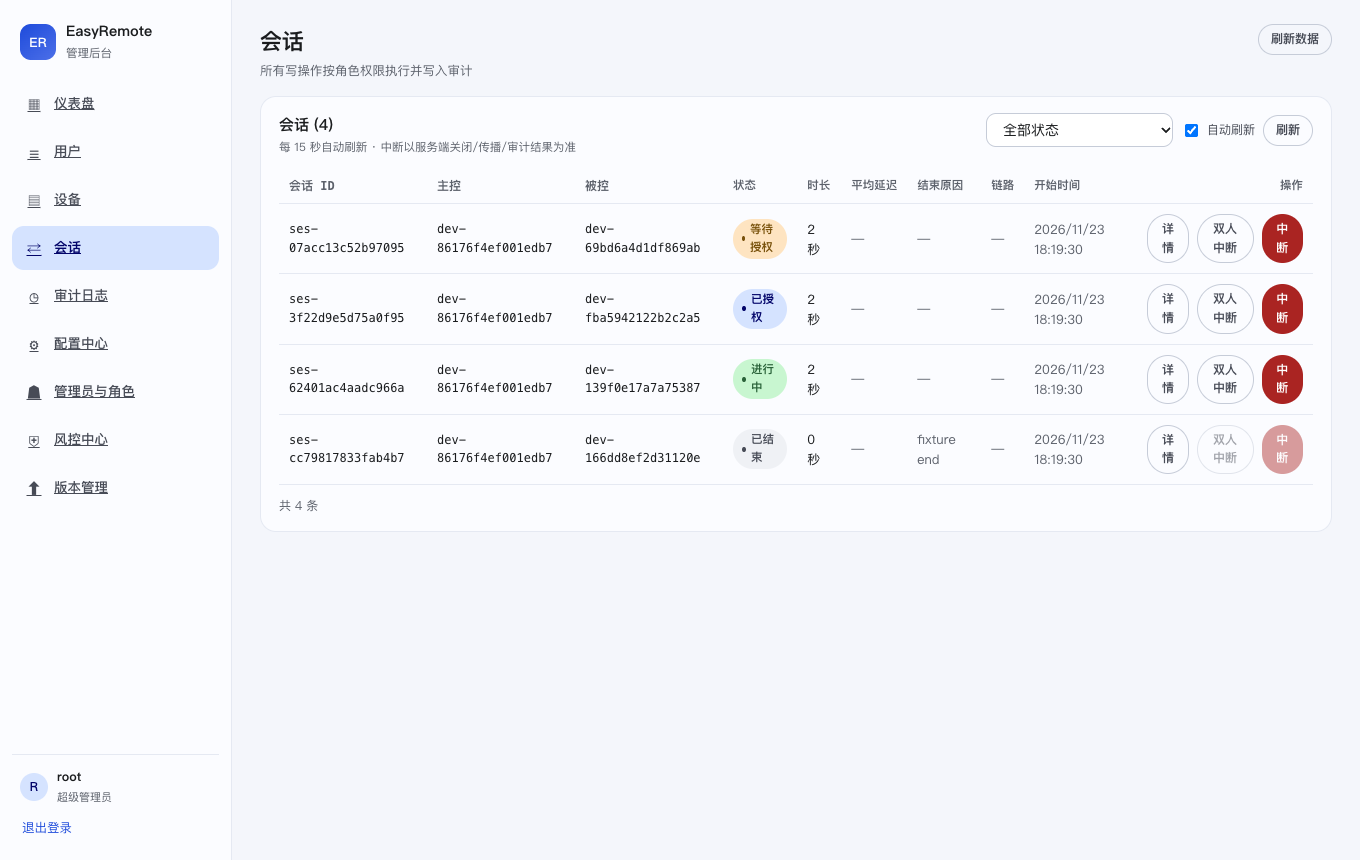 ER
EasyRemote
管理后台
仪表盘
用户
设备
会话
审计日志
配置中心
管理员与角色
风控中心
版本管理
R
root
超级管理员
退出登录
会话
所有写操作按角色权限执行并写入审计
刷新数据
会话 (4)
每 15 秒自动刷新 · 中断以服务端关闭/传播/审计结果为准
全部状态
自动刷新
刷新
会话 ID 主控 被控 状态 时长 平均延迟 结束原因 链路 开始时间 操作
ses- dev- dev- 等待 2 2026/11/23 详 双人 中
07acc13c52b97095 86176f4ef001edb7 69bd6a4d1df869ab 授权 秒 — — — 18:19:30 情 中断 断
ses- dev- dev- 已授 2 2026/11/23 详 双人 中
3f22d9e5d75a0f95 86176f4ef001edb7 fba5942122b2c2a5 权 秒 — — — 18:19:30 情 中断 断
ses- dev- dev- 进行 2 2026/11/23 详 双人 中
62401ac4aadc966a 86176f4ef001edb7 139f0e17a7a75387 中 秒 — — — 18:19:30 情 中断 断
ses- dev- dev- 已结 0 fixture 2026/11/23 详 双人 中
cc79817833fab4b7 86176f4ef001edb7 166dd8ef2d31120e 束 秒 — end — 18:19:30 情 中断 断
共 4 条